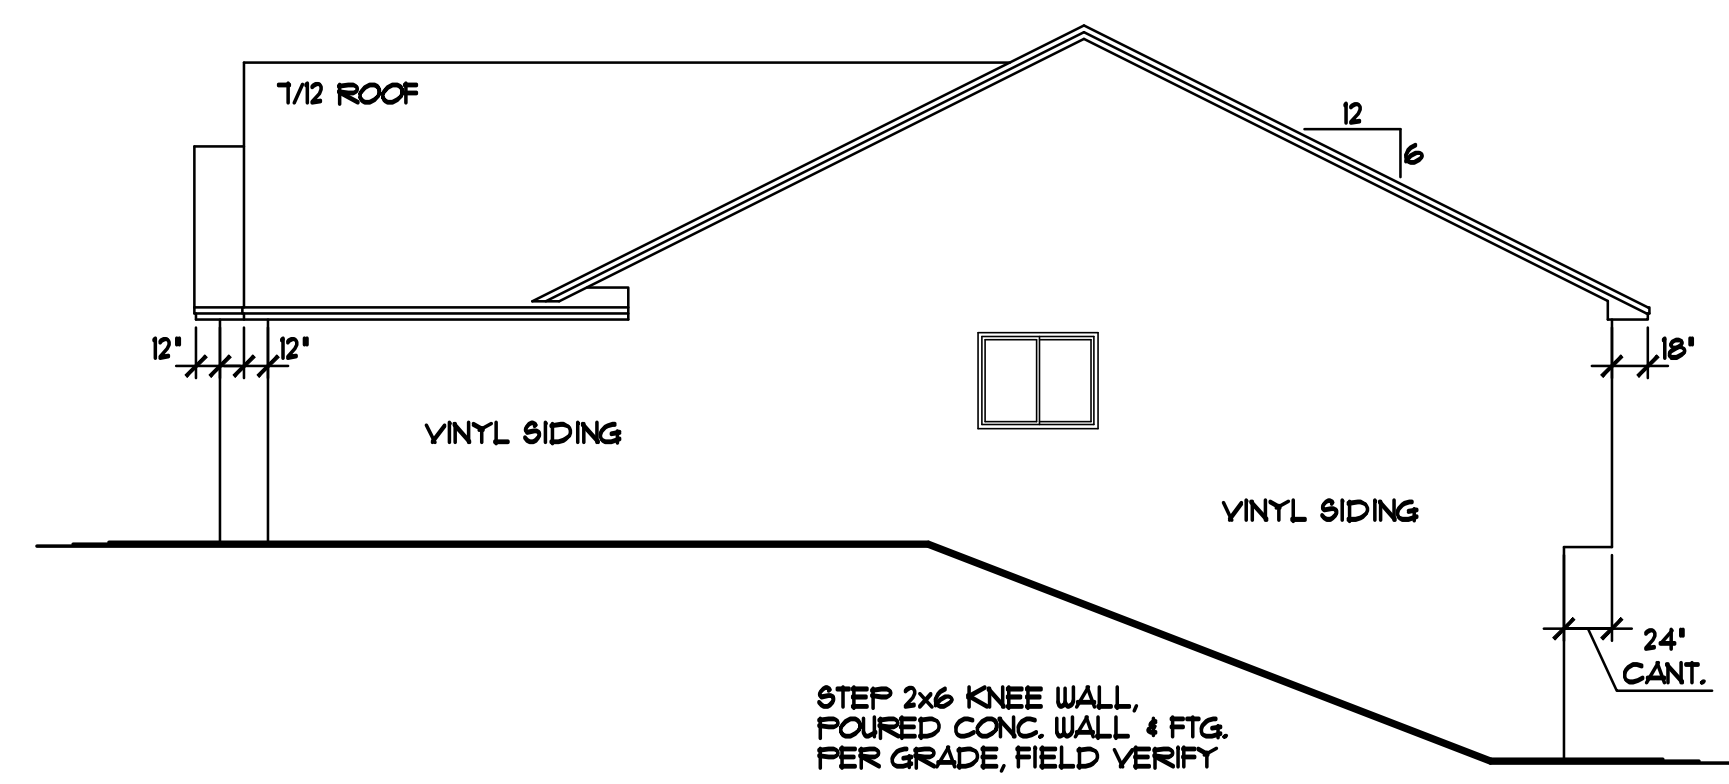 7/12 ROOF
12
6
12"
12"
18"
VINYL SIDING
VINYL SIDING
24"
CANT.
STEP 2x6 KNEE WALL,
POURED CONC. WALL & FTG.
PER GRADE, FIELD VERIFY